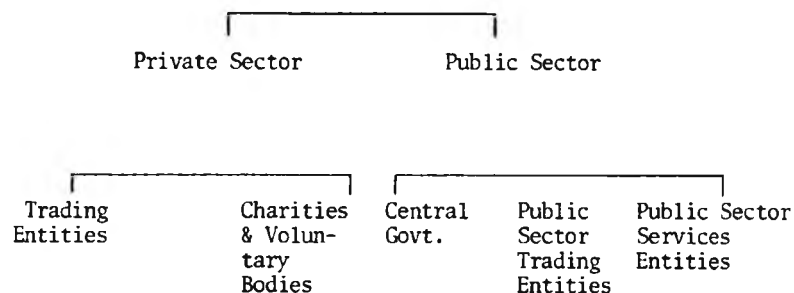 Private Sector
Public Sector
Trading
Entities
Charities
& Volun-
tary
Bodies
Central
Govt.
Public
Sector
Trading
Entities
Public Sector
Services
Entities